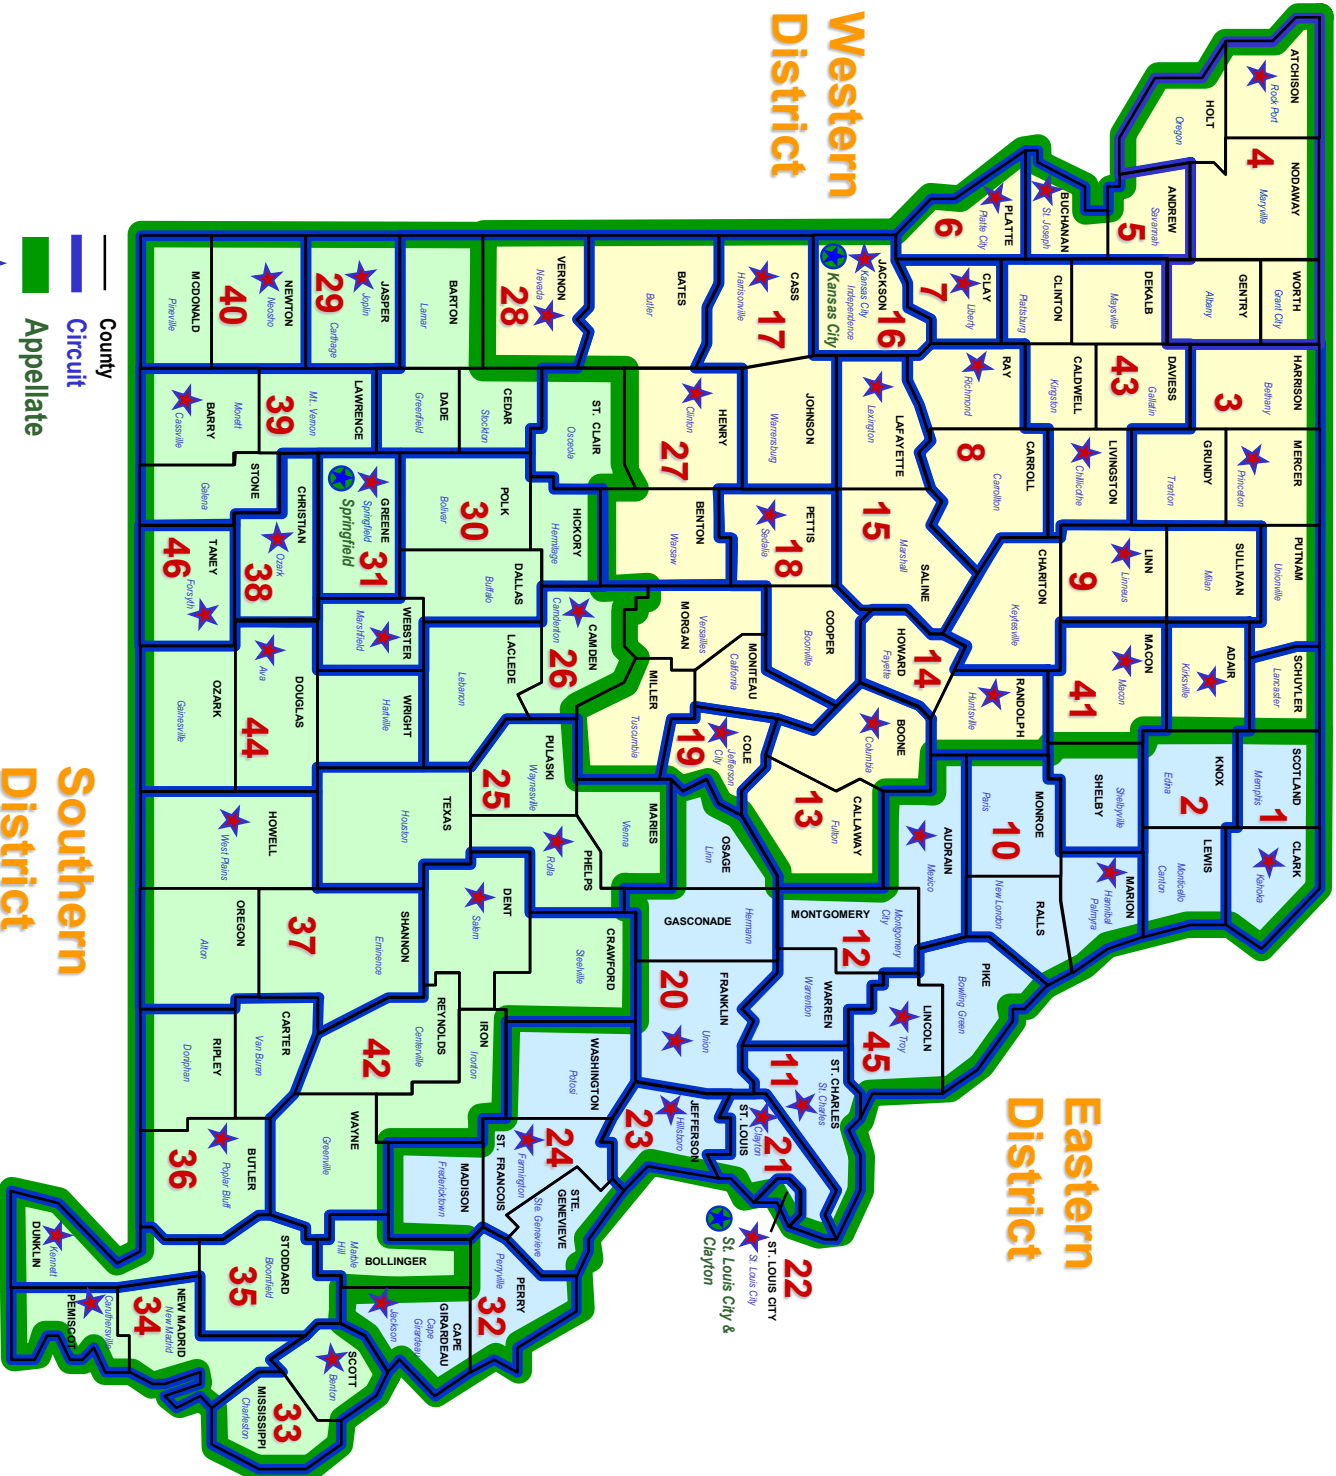 Western
District
Eastern
District
Southern
District
ATCHISON
Rock Port
HOLT
Oregon
4
NODAWAY
Maryville
ANDREW
Savannah
5
BUCHANAN
St. Joseph
PLATTE
Platte City
6
WORTH
Grant City
GENTRY
Albany
DEKALB
Maysville
CLINTON
Plattsburg
CLAY
Liberty
7
HARRISON
Bethany
3
DAVIESS
Gallatin
43
CALDWELL
Kingston
RAY
Richmond
MERCER
Princeton
GRUNDY
Trenton
LIVINGSTON
Chillicothe
CARROLL
Carrollton
8
PUTNAM
Unionville
SULLIVAN
Milan
LINN
Linneus
9
CHARITON
Keytesville
SCHUYLER
Lancaster
ADAIR
Kirksville
MACON
Macon
41
RANDOLPH
Huntsville
HOWARD
Fayette
14
SCOTLAND
Memphis
1
CLARK
Kahoka
KNOX
Edina
2
LEWIS
Monticello
Canton
SHELBY
Shelbyville
MARION
Hannibal
Palmyra
MONROE
Paris
10
RALLS
New London
AUDRAIN
Mexico
PIKE
Bowling Green
LINCOLN
Troy
45
MONTGOMERY
Montgomery
City
12
WARREN
Warrenton
ST. CHARLES
St. Charles
11
ST. LOUIS
Clayton
21
ST. LOUIS CITY
St. Louis City
22
St. Louis City &
Clayton
JACKSON
Kansas City
Independence
16
Kansas City
CASS
Harrisonville
17
BATES
Butler
VERNON
Nevada
28
LAFAYETTE
Lexington
JOHNSON
Warrensburg
HENRY
Clinton
27
ST. CLAIR
Osceola
SALINE
Marshall
15
PETTIS
Sedalia
18
BENTON
Warsaw
HICKORY
Hermitage
COOPER
Boonville
MORGAN
Versailles
MONITEAU
California
MILLER
Tuscumbia
BOONE
Columbia
13
CALLAWAY
Fulton
COLE
Jefferson
City
19
OSAGE
Linn
GASCONADE
Hermann
FRANKLIN
Union
20
JEFFERSON
Hillsboro
23
MARIES
Vienna
CAMDEN
Camdenton
26
PULASKI
Waynesville
25
PHELPS
Rolla
CRAWFORD
Steelville
WASHINGTON
Potosi
24
ST. FRANCOIS
Farmington
STE.
GENEVIEVE
Ste. Genevieve
PERRY
Perryville
32
CAPE
GIRARDEAU
Cape
Girardeau
Jackson
BOLLINGER
Marble
Hill
MADISON
Fredericktown
BARTON
Lamar
JASPER
Joplin
Carthage
29
NEWTON
Neosho
40
MCDONALD
Pineville
CEDAR
Stockton
DADE
Greenfield
LAWRENCE
Mt. Vernon
39
BARRY
Cassville
Monett
STONE
Galena
POLK
Bolivar
30
DALLAS
Buffalo
GREENE
Springfield
31
Springfield
CHRISTIAN
Ozark
38
TANEY
Forsyth
46
WEBSTER
Marshfield
LACLEDE
Lebanon
WRIGHT
Hartville
DOUGLAS
Ava
44
OZARK
Gainesville
TEXAS
Houston
HOWELL
West Plains
DENT
Salem
SHANNON
Eminence
37
OREGON
Alton
IRON
Ironton
REYNOLDS
Centerville
42
CARTER
Van Buren
RIPLEY
Doniphan
WAYNE
Greenville
BUTLER
Poplar Bluff
36
STODDARD
Bloomfield
35
DUNKLIN
Kennett
NEW MADRID
New Madrid
34
PEMISCOT
Caruthersville
SCOTT
Benton
33
MISSISSIPPI
Charleston
County
Circuit
Appellate